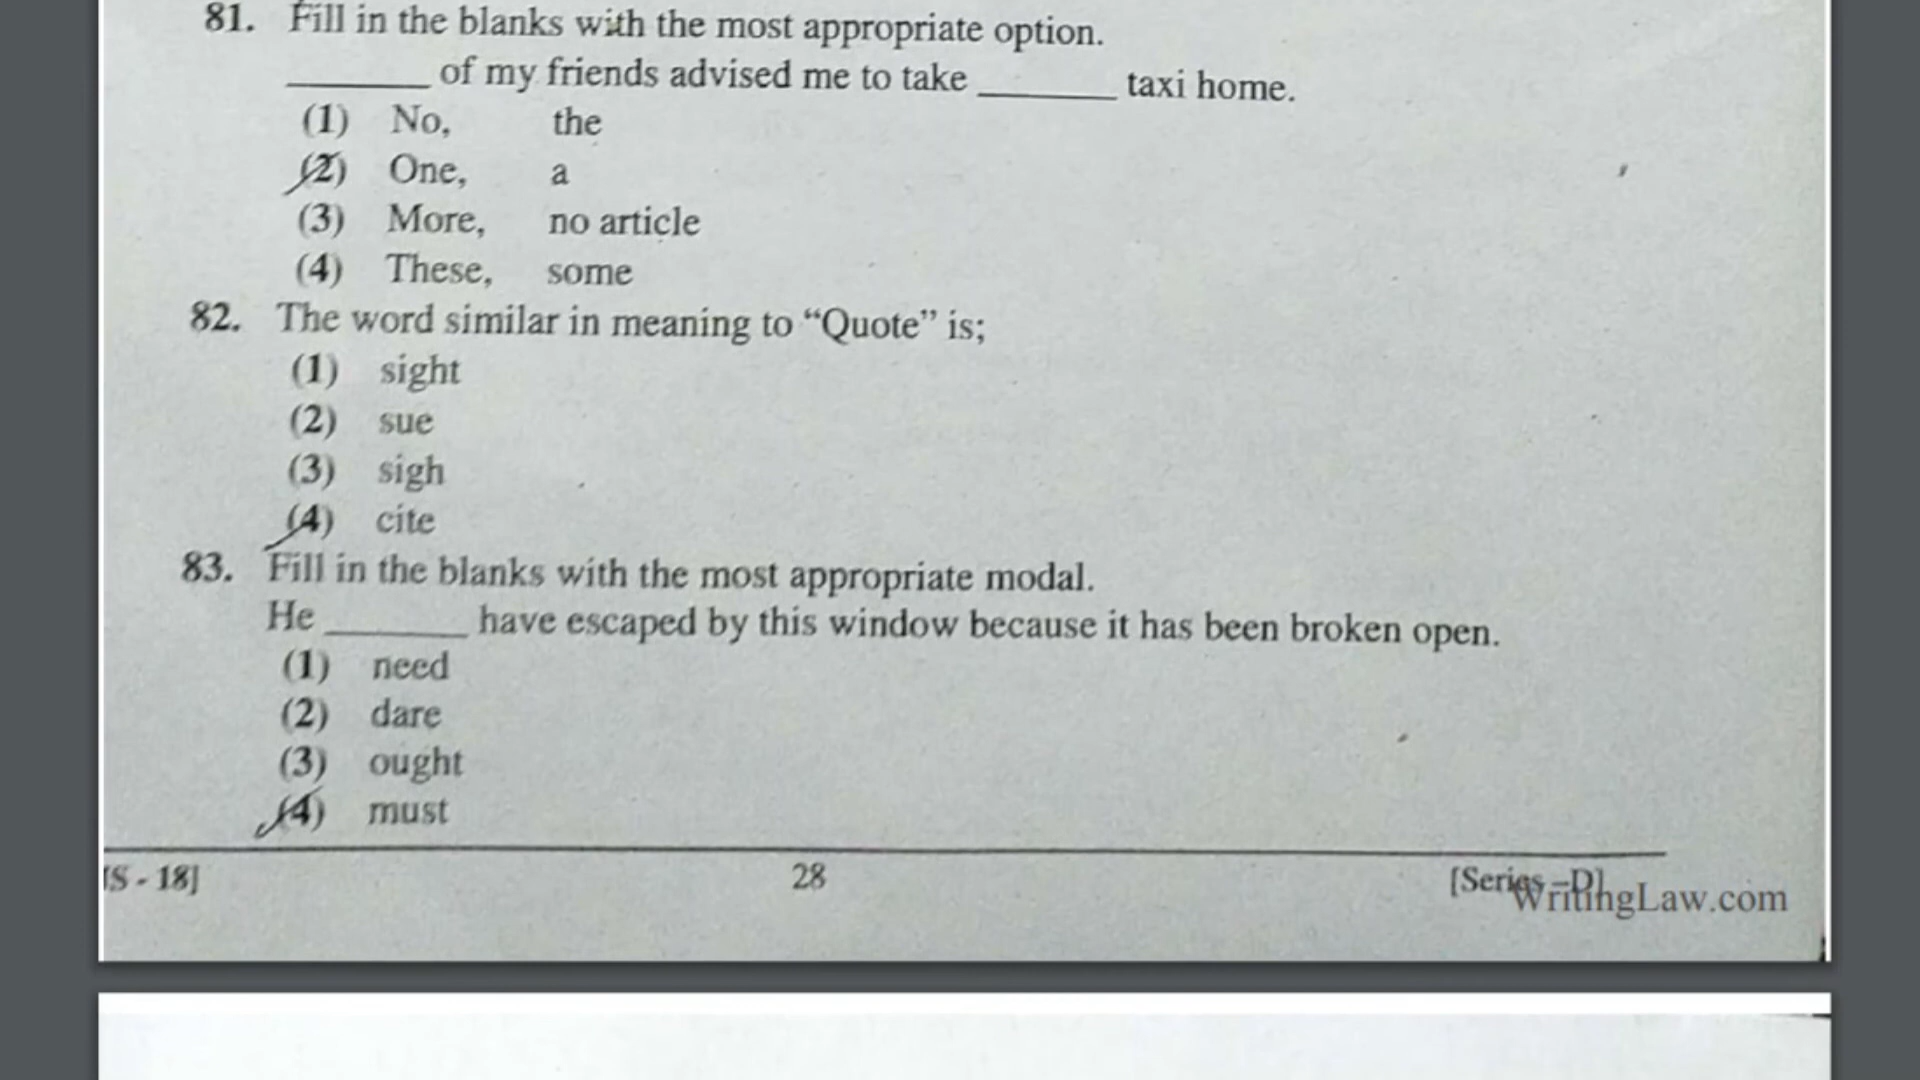 81. Fill in the blanks with the most appropriate option.
_______ of my friends advised me to take _______ taxi home.
(1) No, the
(2) One, a
(3) More, no article
(4) These, some
82. The word similar in meaning to “Quote” is;
(1) sight
(2) sue
(3) sigh
(4) cite
83. Fill in the blanks with the most appropriate modal.
He _______ have escaped by this window because it has been broken open.
(1) need
(2) dare
(3) ought
(4) must
[S - 18] 28 [Series –D]
WritingLaw.com